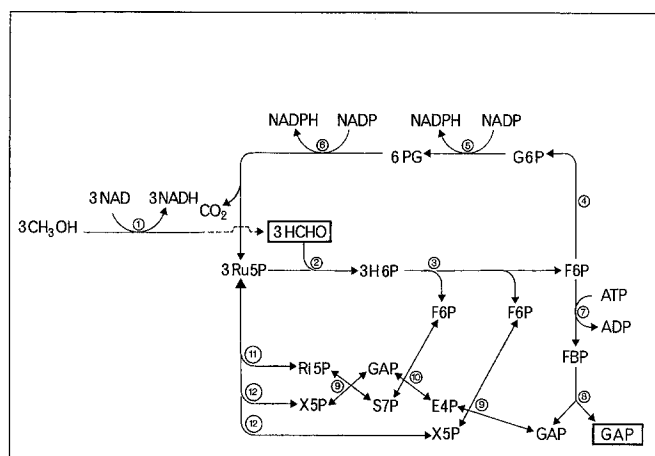 NADPH NADP NADPH NADP
⑥ ⑤
6PG G6P
3NAD 3NADH CO₂ ④
① 
3CH₃OH 3HCHO
② ③
3Ru5P 3H6P F6P
ATP
F6P F6P ⑦
ADP
⑪ Ri5P GAP ⑩ FBP
⑨
⑫ X5P S7P E4P ⑨ ⑧
⑫ X5P GAP GAP